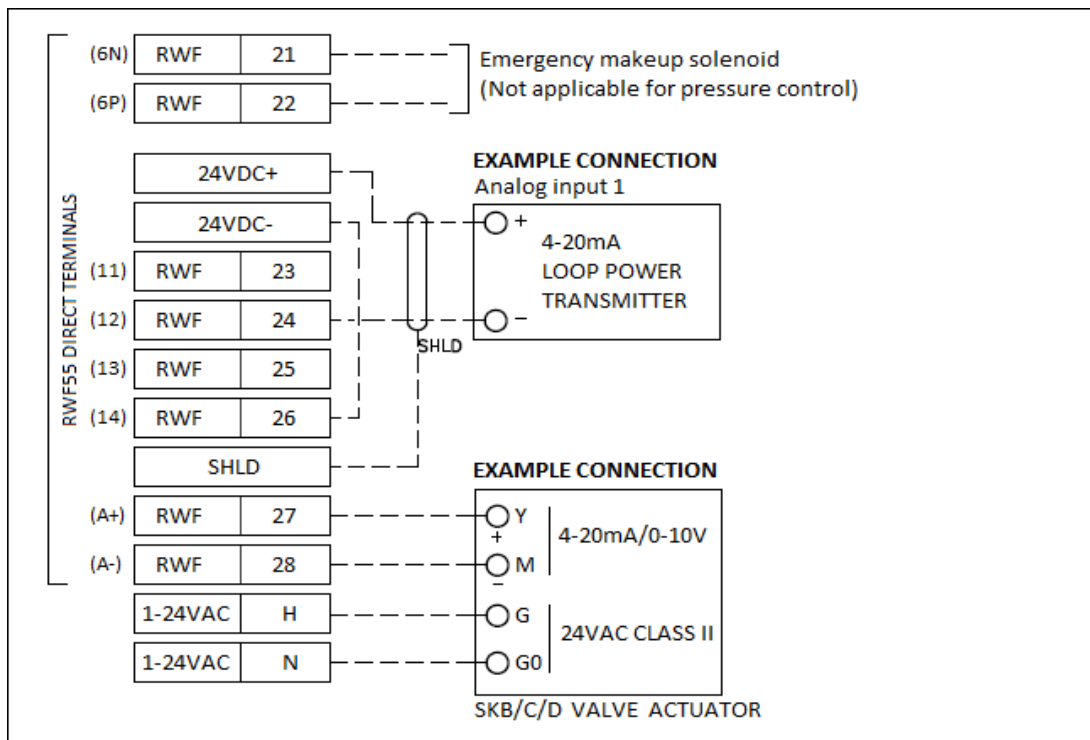 (6N) RWF 21
Emergency makeup solenoid
(Not applicable for pressure control)
(6P) RWF 22
EXAMPLE CONNECTION
Analog input 1
24VDC+
24VDC-
+
4-20mA
LOOP POWER
TRANSMITTER
−
SHLD
RWF55 DIRECT TERMINALS
(11) RWF 23
(12) RWF 24
(13) RWF 25
(14) RWF 26
SHLD
EXAMPLE CONNECTION
(A+) RWF 27
Y
+
4-20mA/0-10V
(A-) RWF 28
M
−
1-24VAC H
G
24VAC CLASS II
1-24VAC N
G0
SKB/C/D VALVE ACTUATOR